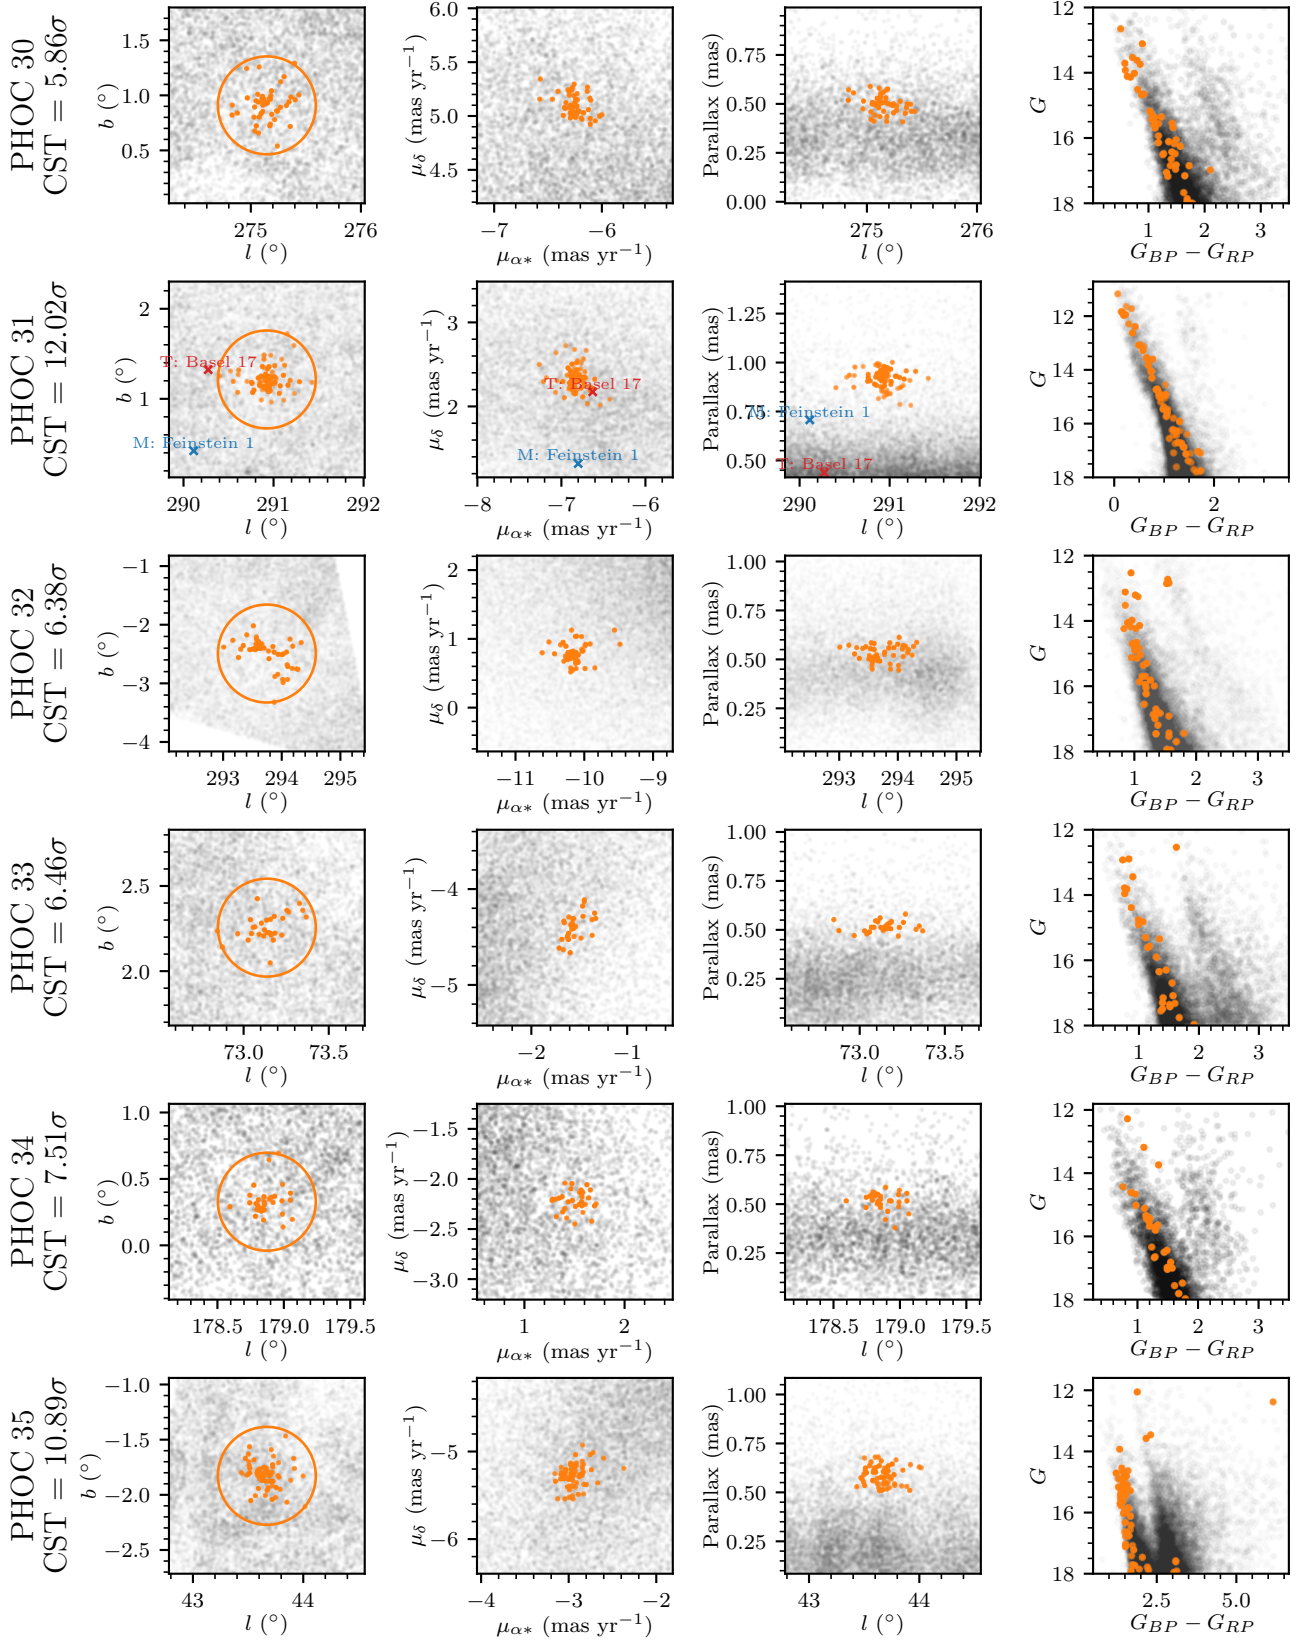 PHOC 30
CST = 5.86σ
1.5
1.0
0.5
b (°)
275
276
l (°)
6.0
5.5
5.0
4.5
μδ (mas yr⁻¹)
−7
−6
μα∗ (mas yr⁻¹)
0.75
0.50
0.25
0.00
Parallax (mas)
275
276
l (°)
12
14
16
18
G
1
2
3
G_BP − G_RP
PHOC 31
CST = 12.02σ
2
1
b (°)
T: Basel 17
M: Feinstein 1
290
291
292
l (°)
3
2
μδ (mas yr⁻¹)
T: Basel 17
M: Feinstein 1
−8
−7
−6
μα∗ (mas yr⁻¹)
1.25
1.00
0.75
0.50
Parallax (mas)
M: Feinstein 1
T: Basel 17
290
291
292
l (°)
12
14
16
18
G
0
2
G_BP − G_RP
PHOC 32
CST = 6.38σ
−1
−2
−3
−4
b (°)
293
294
295
l (°)
2
1
0
μδ (mas yr⁻¹)
−11
−10
−9
μα∗ (mas yr⁻¹)
1.00
0.75
0.50
0.25
Parallax (mas)
293
294
295
l (°)
12
14
16
18
G
1
2
3
G_BP − G_RP
PHOC 33
CST = 6.46σ
2.5
2.0
b (°)
73.0
73.5
l (°)
−4
−5
μδ (mas yr⁻¹)
−2
−1
μα∗ (mas yr⁻¹)
1.00
0.75
0.50
0.25
Parallax (mas)
73.0
73.5
l (°)
12
14
16
18
G
1
2
3
G_BP − G_RP
PHOC 34
CST = 7.51σ
1.0
0.5
0.0
b (°)
178.5
179.0
179.5
l (°)
−1.5
−2.0
−2.5
−3.0
μδ (mas yr⁻¹)
1
2
μα∗ (mas yr⁻¹)
1.00
0.75
0.50
0.25
Parallax (mas)
178.5
179.0
179.5
l (°)
12
14
16
18
G
1
2
3
G_BP − G_RP
PHOC 35
CST = 10.89σ
−1.0
−1.5
−2.0
−2.5
b (°)
43
44
l (°)
−5
−6
μδ (mas yr⁻¹)
−4
−3
−2
μα∗ (mas yr⁻¹)
1.00
0.75
0.50
0.25
Parallax (mas)
43
44
l (°)
12
14
16
18
G
2.5
5.0
G_BP − G_RP